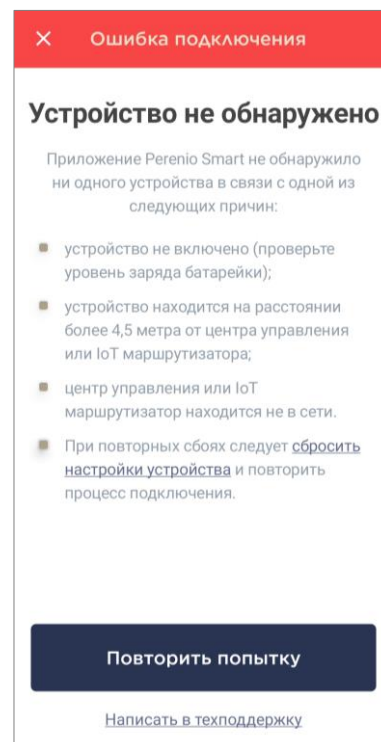 Ошибка подключения
Устройство не обнаружено
Приложение Perenio Smart не обнаружило
ни одного устройства в связи с одной из
следующих причин:
устройство не включено (проверьте
уровень заряда батарейки);
устройство находится на расстоянии
более 4,5 метра от центра управления
или IoT маршрутизатора;
центр управления или IoT
маршрутизатор находится не в сети.
При повторных сбоях следует сбросить
настройки устройства и повторить
процесс подключения.
Повторить попытку
Написать в техподдержку